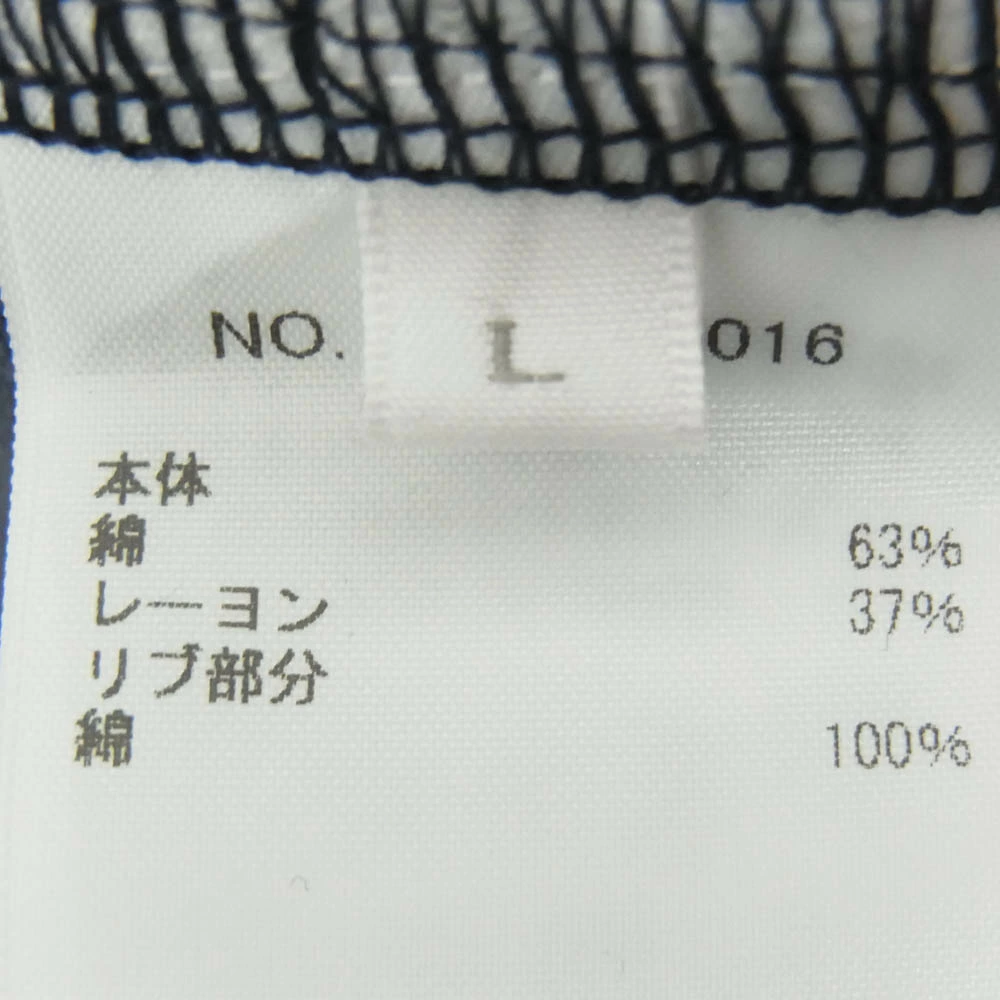 NO. L 016
本体
綿 63%
レーヨン 37%
リブ部分
綿 100%